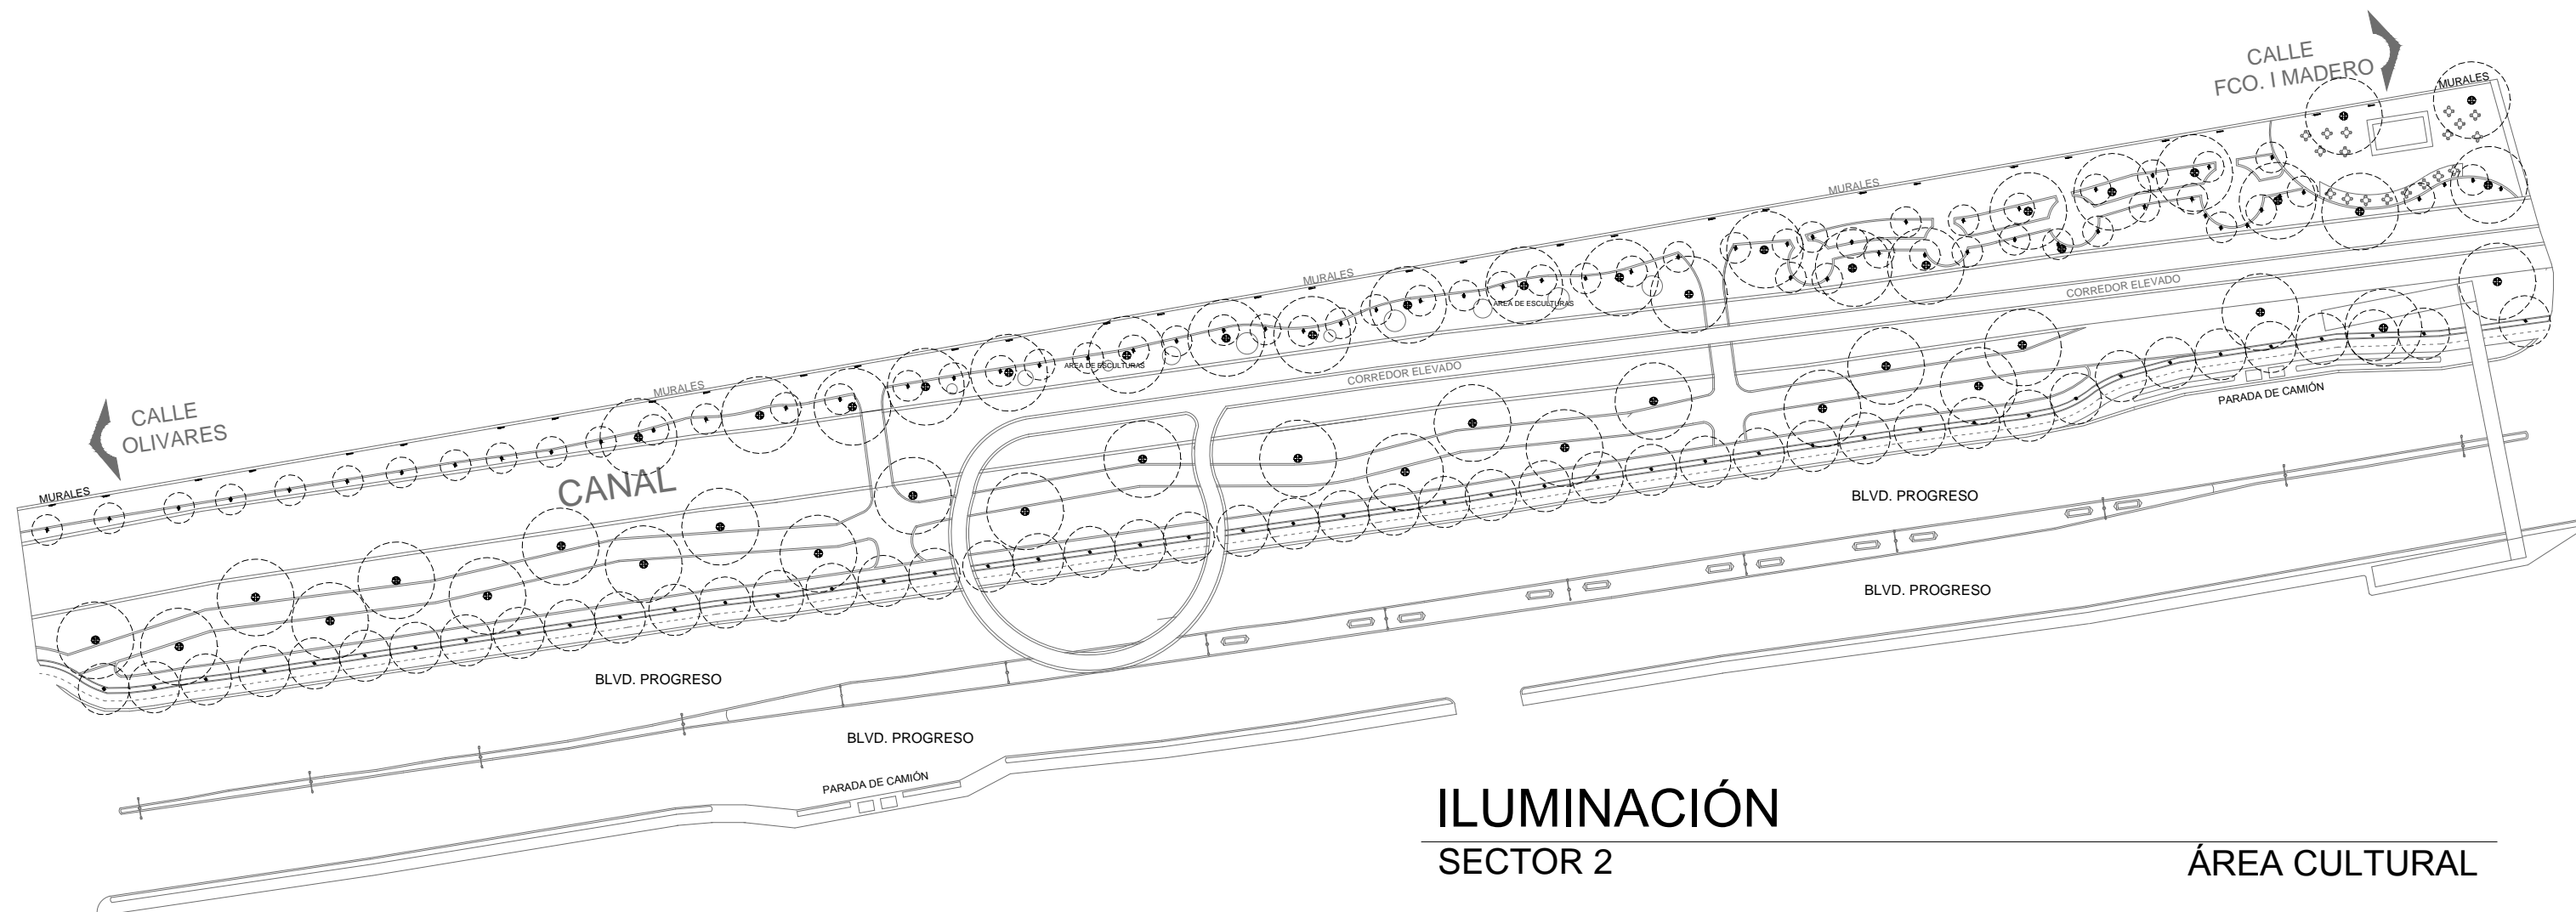 CALLE
FCO. I MADERO
MURALES
MURALES
CORREDOR ELEVADO
MURALES
AREA DE ESCULTURAS
CORREDOR ELEVADO
AREA DE ESCULTURAS
MURALES
CALLE
OLIVARES
PARADA DE CAMIÓN
CANAL
MURALES
BLVD. PROGRESO
BLVD. PROGRESO
BLVD. PROGRESO
BLVD. PROGRESO
PARADA DE CAMIÓN
ILUMINACIÓN
SECTOR 2
ÁREA CULTURAL